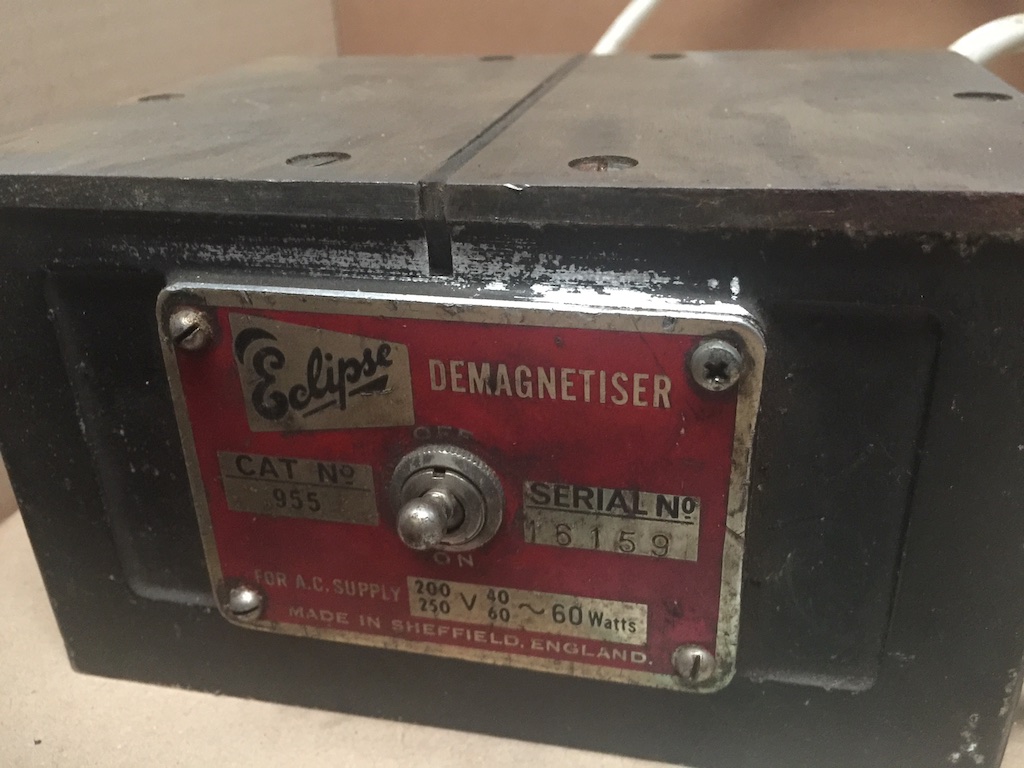 Eclipse DEMAGNETISER
OFF
CAT Nº
955
SERIAL Nº
16159
ON
FOR A.C. SUPPLY 200 250 V 40 60 ~ 60 Watts
MADE IN SHEFFIELD, ENGLAND.